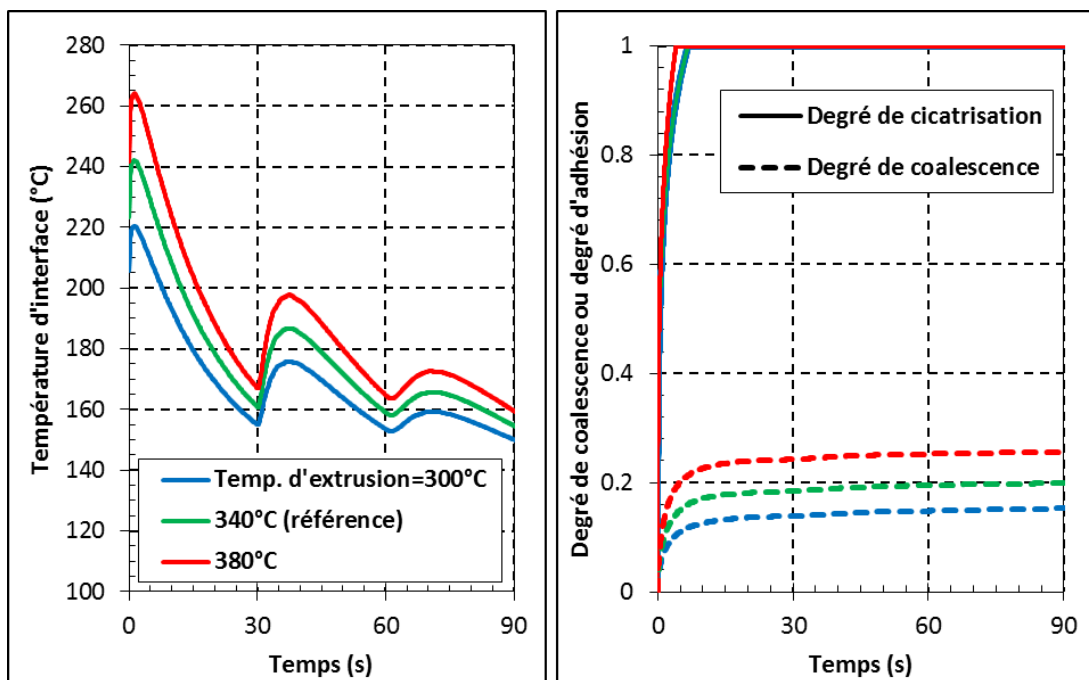 Température d'interface (°C)
280
260
240
220
200
180
160
140
120
100
Temp. d'extrusion=300°C
340°C (référence)
380°C
0
30
60
90
Temps (s)
Degré de coalescence ou degré d'adhésion
1
0.8
0.6
0.4
0.2
0
Degré de cicatrisation
Degré de coalescence
0
30
60
90
Temps (s)